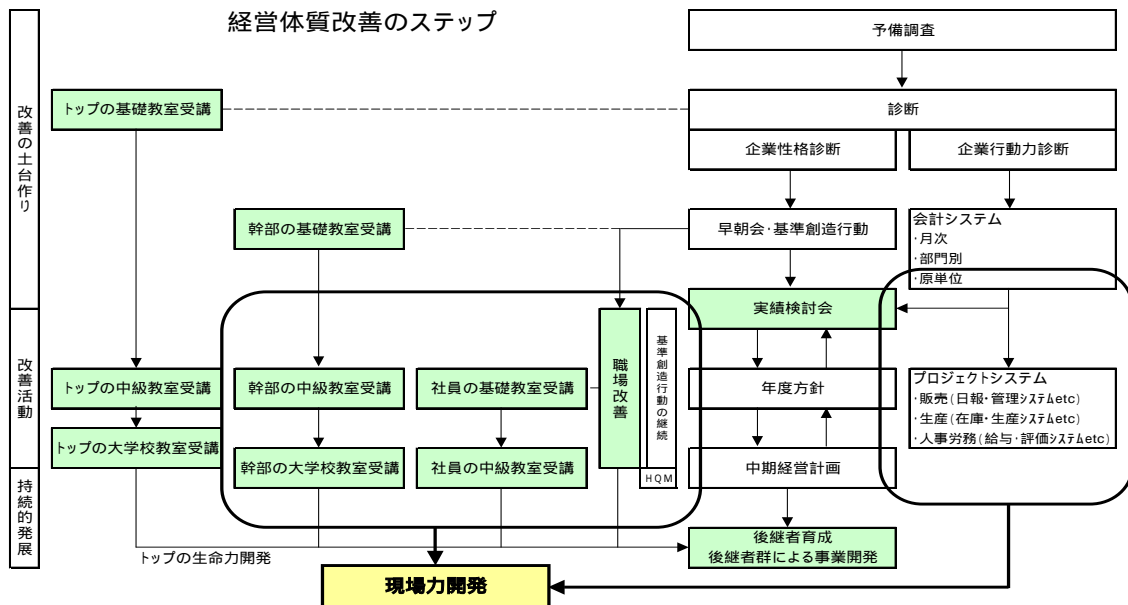 経営体質改善のステップ
予備調査
改善の土台作り
トップの基礎教室受講
診断
企業性格診断
企業行動力診断
幹部の基礎教室受講
早朝会・基準創造行動
会計システム
・月次
・部門別
・原単位
実績検討会
改善活動
職場改善
基準創造行動の継続
トップの中級教室受講
幹部の中級教室受講
社員の基礎教室受講
年度方針
プロジェクトシステム
・販売(日報・管理システムetc)
・生産(在庫・生産システムetc)
・人事労務(給与・評価システムetc)
トップの大学校教室受講
幹部の大学校教室受講
社員の中級教室受講
HQM
中期経営計画
持続的発展
トップの生命力開発
後継者育成
後継者群による事業開発
現場力開発